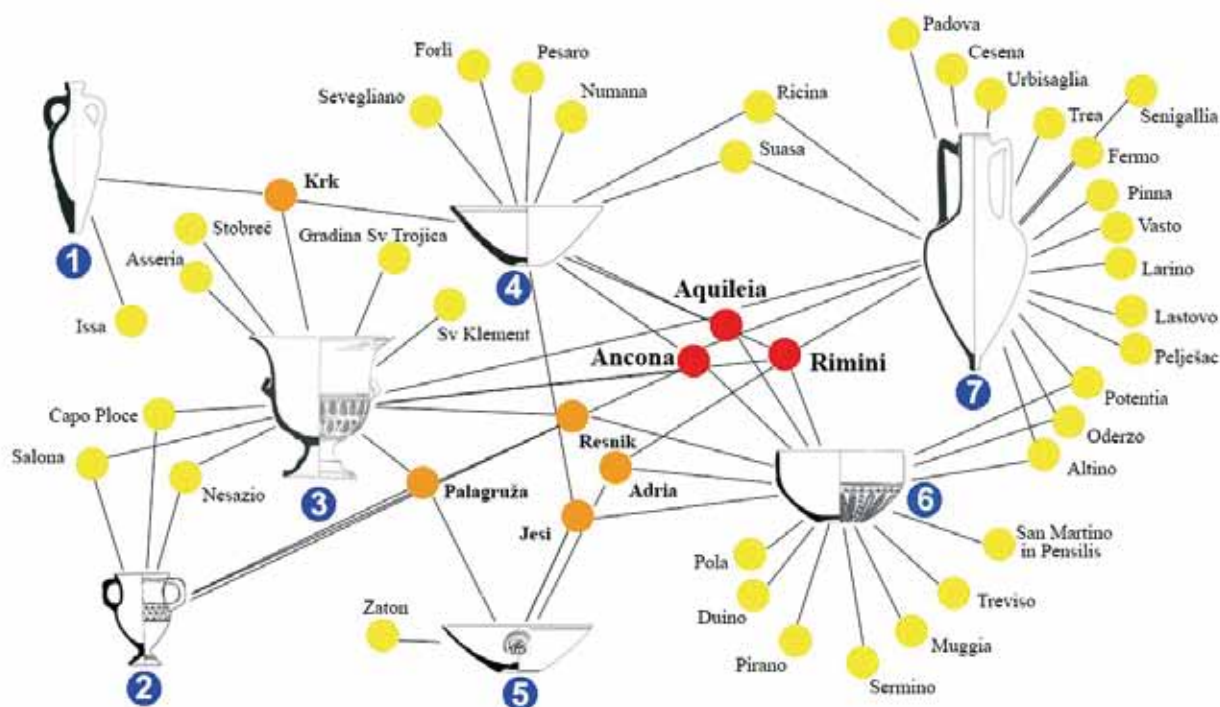 Padova
Cesena
Urbisaglia
Trea
Senigallia
Fermo
Pinna
Vasto
Larino
Lastovo
Pelješac
Potentia
Oderzo
Altino
7
Forlì
Pesaro
Sevegliano
Numana
Ricina
Suasa
4
Krk
1
Issa
Stobreč
Gradina Sv Trojica
Asseria
Sv Klement
3
Aquileia
Ancona
Rimini
Capo Ploce
Salona
Nesazio
2
Palagruža
Resnik
Adria
Jesi
Zaton
5
6
San Martino
in Pensilis
Pola
Treviso
Duino
Muggia
Pirano
Sermino